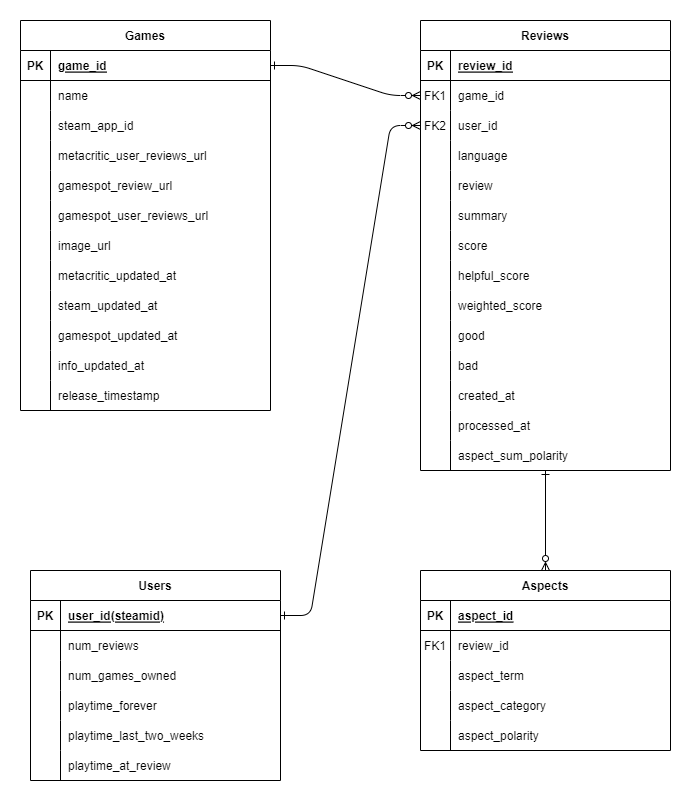 Games
PK game_id
name
steam_app_id
metacritic_user_reviews_url
gamespot_review_url
gamespot_user_reviews_url
image_url
metacritic_updated_at
steam_updated_at
gamespot_updated_at
info_updated_at
release_timestamp
Reviews
PK review_id
FK1 game_id
FK2 user_id
language
review
summary
score
helpful_score
weighted_score
good
bad
created_at
processed_at
aspect_sum_polarity
Users
PK user_id(steamid)
num_reviews
num_games_owned
playtime_forever
playtime_last_two_weeks
playtime_at_review
Aspects
PK aspect_id
FK1 review_id
aspect_term
aspect_category
aspect_polarity